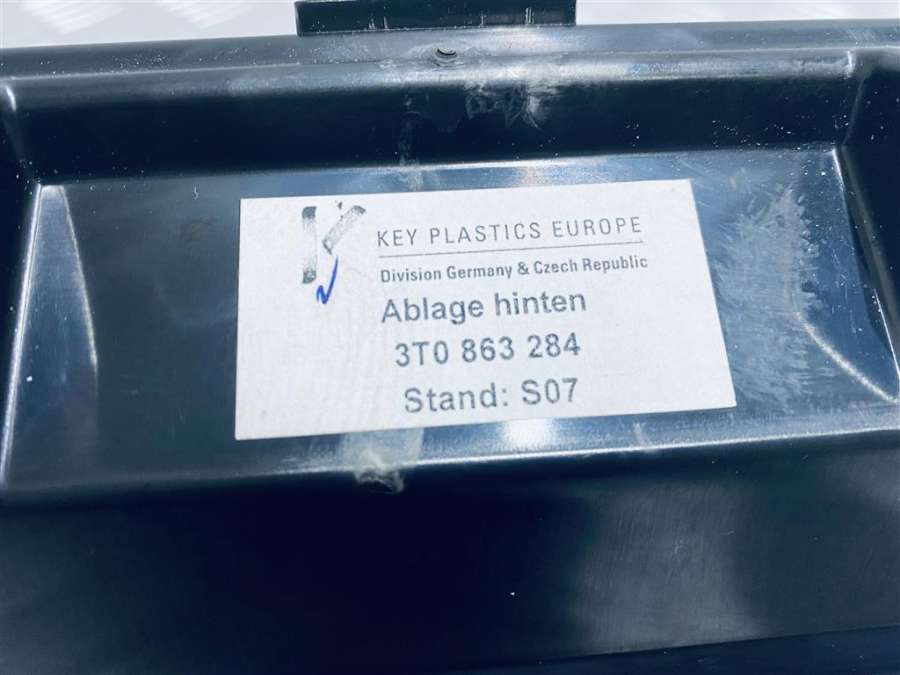 KEY PLASTICS EUROPE
Division Germany & Czech Republic
Ablage hinten
3T0 863 284
Stand: S07